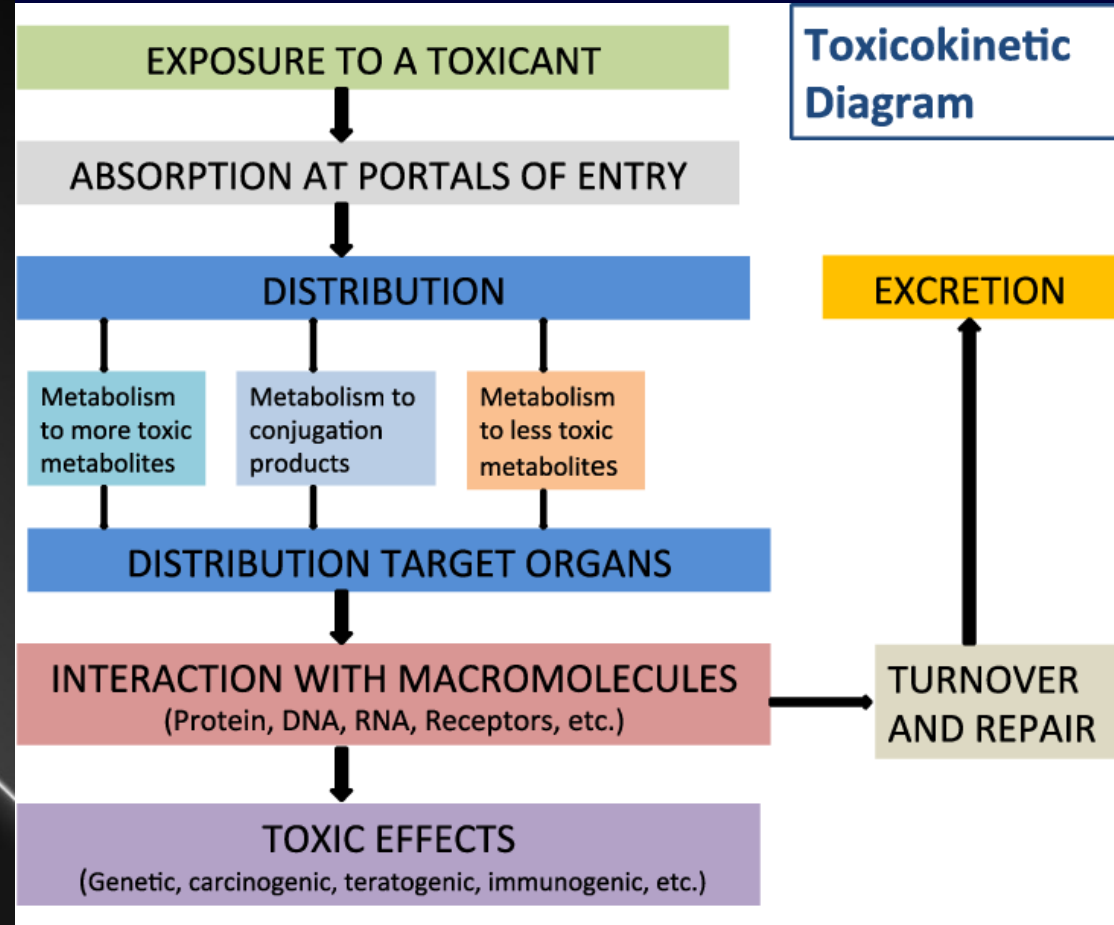 Toxicokinetic
Diagram
EXPOSURE TO A TOXICANT
ABSORPTION AT PORTALS OF ENTRY
DISTRIBUTION
EXCRETION
Metabolism
to more toxic
metabolites
Metabolism to
conjugation
products
Metabolism
to less toxic
metabolites
DISTRIBUTION TARGET ORGANS
INTERACTION WITH MACROMOLECULES
(Protein, DNA, RNA, Receptors, etc.)
TURNOVER
AND REPAIR
TOXIC EFFECTS
(Genetic, carcinogenic, teratogenic, immunogenic, etc.)